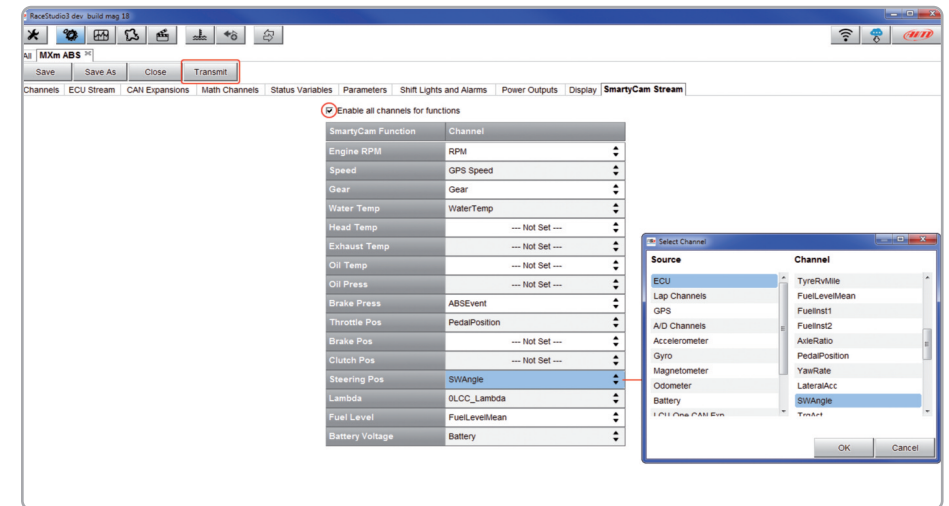 RaceStudio3 dev build mag 18
AiM
All MXm ABS
Save Save As Close Transmit
Channels ECU Stream CAN Expansions Math Channels Status Variables Parameters Shift Lights and Alarms Power Outputs Display SmartyCam Stream
Enable all channels for functions
SmartyCam Function Channel
Engine RPM RPM
Speed GPS Speed
Gear Gear
Water Temp WaterTemp
Head Temp --- Not Set ---
Exhaust Temp --- Not Set ---
Oil Temp --- Not Set ---
Oil Press --- Not Set ---
Brake Press ABSEvent
Throttle Pos PedalPosition
Brake Pos --- Not Set ---
Clutch Pos --- Not Set ---
Steering Pos SWAngle
Lambda 0LCC_Lambda
Fuel Level FuelLevelMean
Battery Voltage Battery
Select Channel
Source Channel
ECU TyreRvMile
Lap Channels FuelLevelMean
GPS FuelInst1
A/D Channels FuelInst2
Accelerometer AxleRatio
Gyro PedalPosition
Magnetometer YawRate
Odometer LateralAcc
Battery SWAngle
LCU One CAN Exp TrqAct
OK Cancel